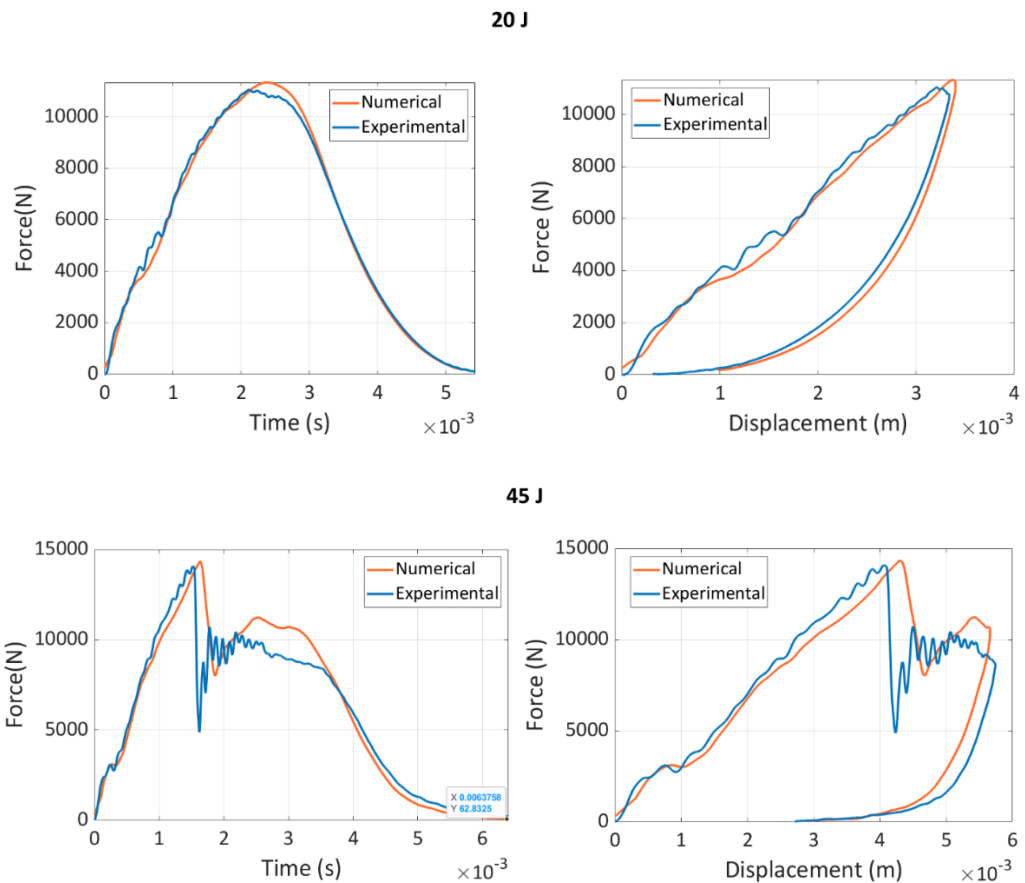 20 J
Force(N)
10000
8000
6000
4000
2000
0
Numerical
Experimental
0 1 2 3 4 5
Time (s)
×10-3
Force (N)
10000
8000
6000
4000
2000
0
Numerical
Experimental
0 1 2 3 4
Displacement (m)
×10-3
45 J
Force(N)
15000
10000
5000
0
Numerical
Experimental
X 0.0063758
Y 62.8325
0 1 2 3 4 5 6
Time (s)
×10-3
Force (N)
15000
10000
5000
0
Numerical
Experimental
0 1 2 3 4 5 6
Displacement (m)
×10-3